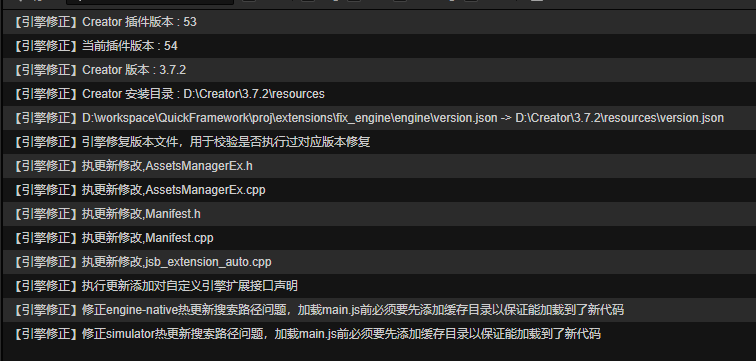 【引擎修正】Creator 插件版本 : 53
【引擎修正】当前插件版本 : 54
【引擎修正】Creator 版本 : 3.7.2
【引擎修正】Creator 安装目录 : D:\Creator\3.7.2\resources
【引擎修正】D:\workspace\QuickFramework\proj\extensions\fix_engine\engine\version.json -> D:\Creator\3.7.2\resources\version.json
【引擎修正】引擎修复版本文件，用于校验是否执行过对应版本修复
【引擎修正】执更新修改,AssetsManagerEx.h
【引擎修正】执更新修改,AssetsManagerEx.cpp
【引擎修正】执更新修改,Manifest.h
【引擎修正】执更新修改,Manifest.cpp
【引擎修正】执更新修改,jsb_extension_auto.cpp
【引擎修正】执行更新添加对自定义引擎扩展接口声明
【引擎修正】修正engine-native热更新搜索路径问题，加载main.js前必须要先添加缓存目录以保证能加载到了新代码
【引擎修正】修正simulator热更新搜索路径问题，加载main.js前必须要先添加缓存目录以保证能加载到了新代码